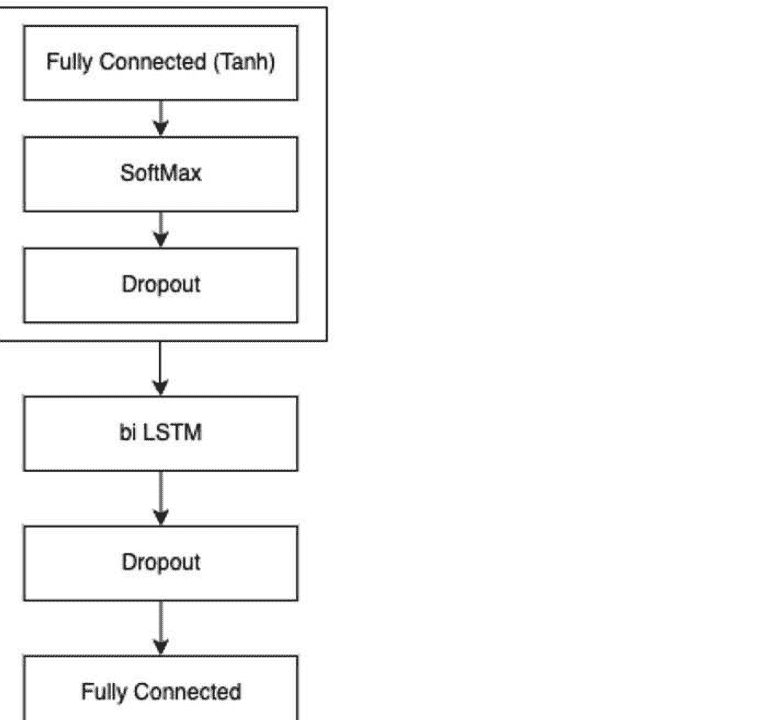 Fully Connected (Tanh)
SoftMax
Dropout
bi LSTM
Dropout
Fully Connected